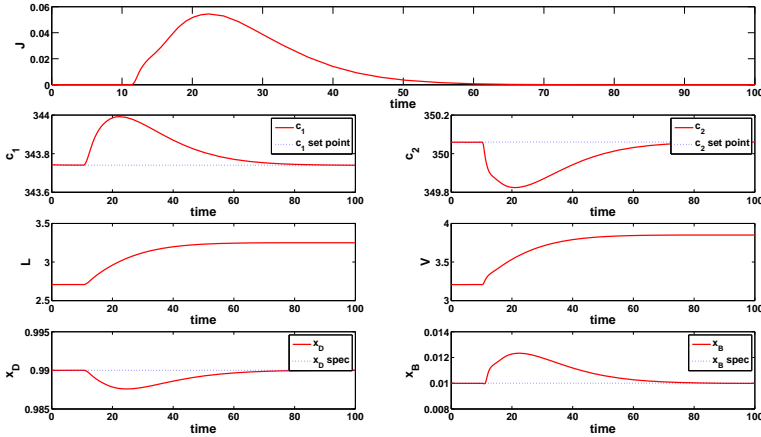 0.06
0.04
0.02
0
J
0 10 20 30 40 50 60 70 80 90 100
time
344
343.8
343.6
c1
c1
c1 set point
0 20 40 60 80 100
time
350.2
350
349.8
c2
c2
c2 set point
0 20 40 60 80 100
time
3.5
3
2.5
L
0 20 40 60 80 100
time
4
3.5
3
V
0 20 40 60 80 100
time
0.995
0.99
0.985
xD
xD
xD spec
0 20 40 60 80 100
time
0.014
0.012
0.01
0.008
xB
xB
xB spec
0 20 40 60 80 100
time